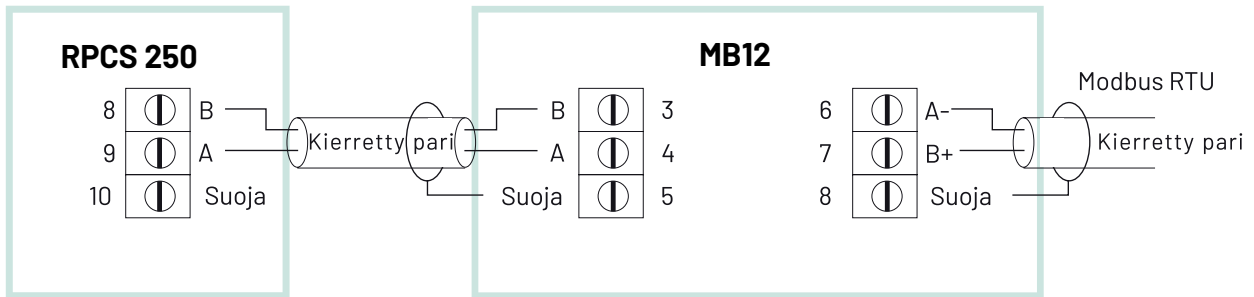 RPCS 250
MB12
Modbus RTU
8 B
B 3
6 A-
Kierretty pari
Kierretty pari
9 A
A 4
7 B+
10 Suoja
Suoja 5
8 Suoja